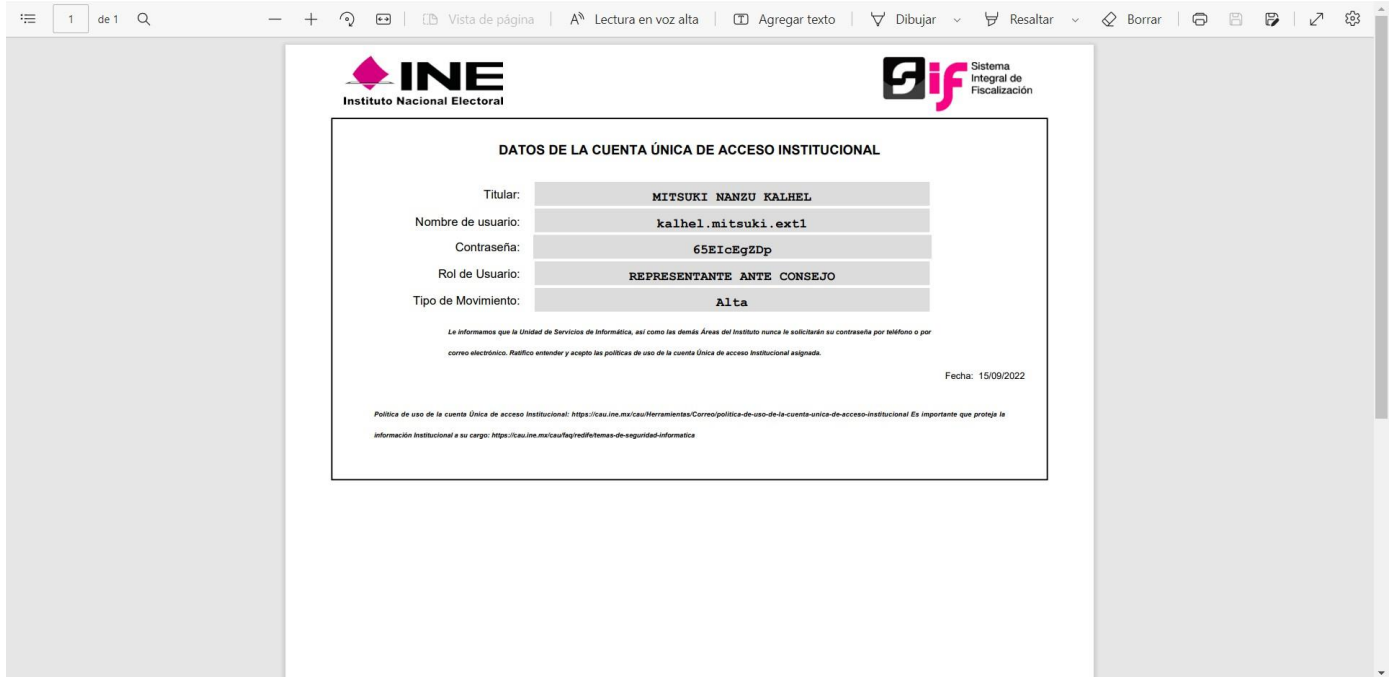 1 de 1 Vista de página Lectura en voz alta Agregar texto Dibujar Resaltar Borrar
INE
Instituto Nacional Electoral
Sif
Sistema
Integral de
Fiscalización
DATOS DE LA CUENTA ÚNICA DE ACCESO INSTITUCIONAL
Titular: MITSUKI NANZU KALHEL
Nombre de usuario: kalhel.mitsuki.ext1
Contraseña: 65EIcEgZDp
Rol de Usuario: REPRESENTANTE ANTE CONSEJO
Tipo de Movimiento: Alta
Le informamos que la Unidad de Servicios de Informática, así como las demás Áreas del Instituto nunca le solicitarán su contraseña por teléfono o por
correo electrónico. Ratifico entender y acepto las políticas de uso de la cuenta Única de acceso Institucional asignada.
Fecha: 15/09/2022
Política de uso de la cuenta Única de acceso Institucional: https://cau.ine.mx/cau/Herramientas/Correo/politica-de-uso-de-la-cuenta-unica-de-acceso-institucional Es importante que proteja la
información Institucional a su cargo: https://cau.ine.mx/cau/faq/redife/temas-de-seguridad-informatica